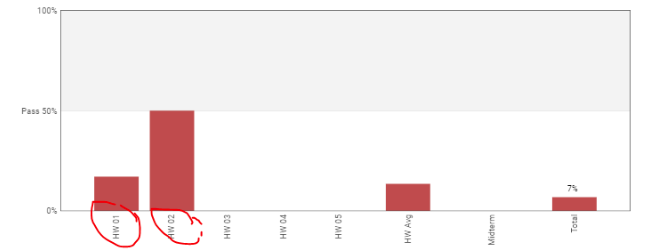 100%
Pass 50%
7%
0%
HW 01
HW 02
HW 03
HW 04
HW 05
HW Avg
Midterm
Total